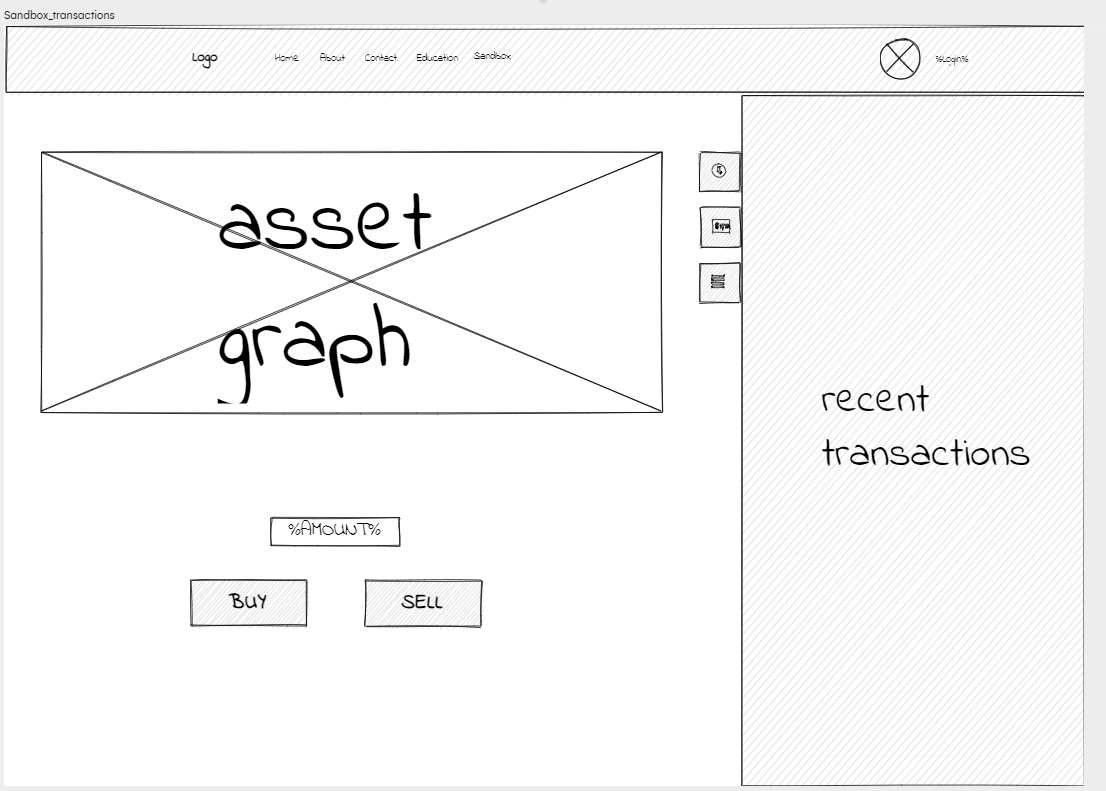 Sandbox_transactions
Logo Home About Contact Education Sandbox %Login%
asset
graph
recent
transactions
%AMOUNT%
BUY SELL